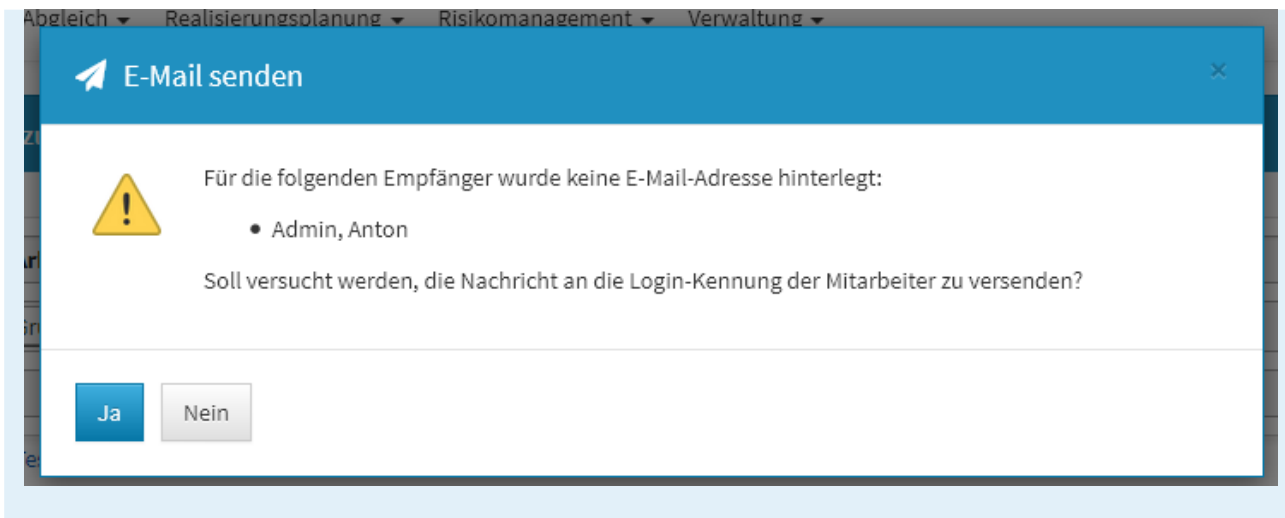 Abgleich Realisierungsplanung Risikomanagement Verwaltung
E-Mail senden
Für die folgenden Empfänger wurde keine E-Mail-Adresse hinterlegt:
• Admin, Anton
Soll versucht werden, die Nachricht an die Login-Kennung der Mitarbeiter zu versenden?
Ja Nein